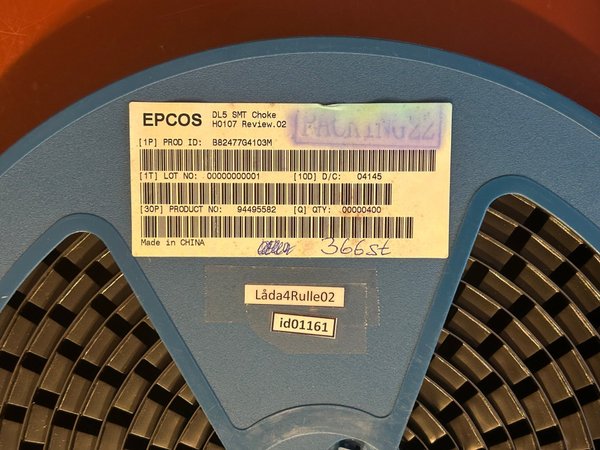 EPCOS DL5 SMT Choke
H0107 Review.02
PACKING22
[1P] PROD ID: B82477G4103M
[1T] LOT NO: 00000000001 [10D] D/C: 04145
[30P] PRODUCT NO: 94495582 [Q] QTY: 00000400
Made in CHINA
366st
Låda4Rulle02
id01161